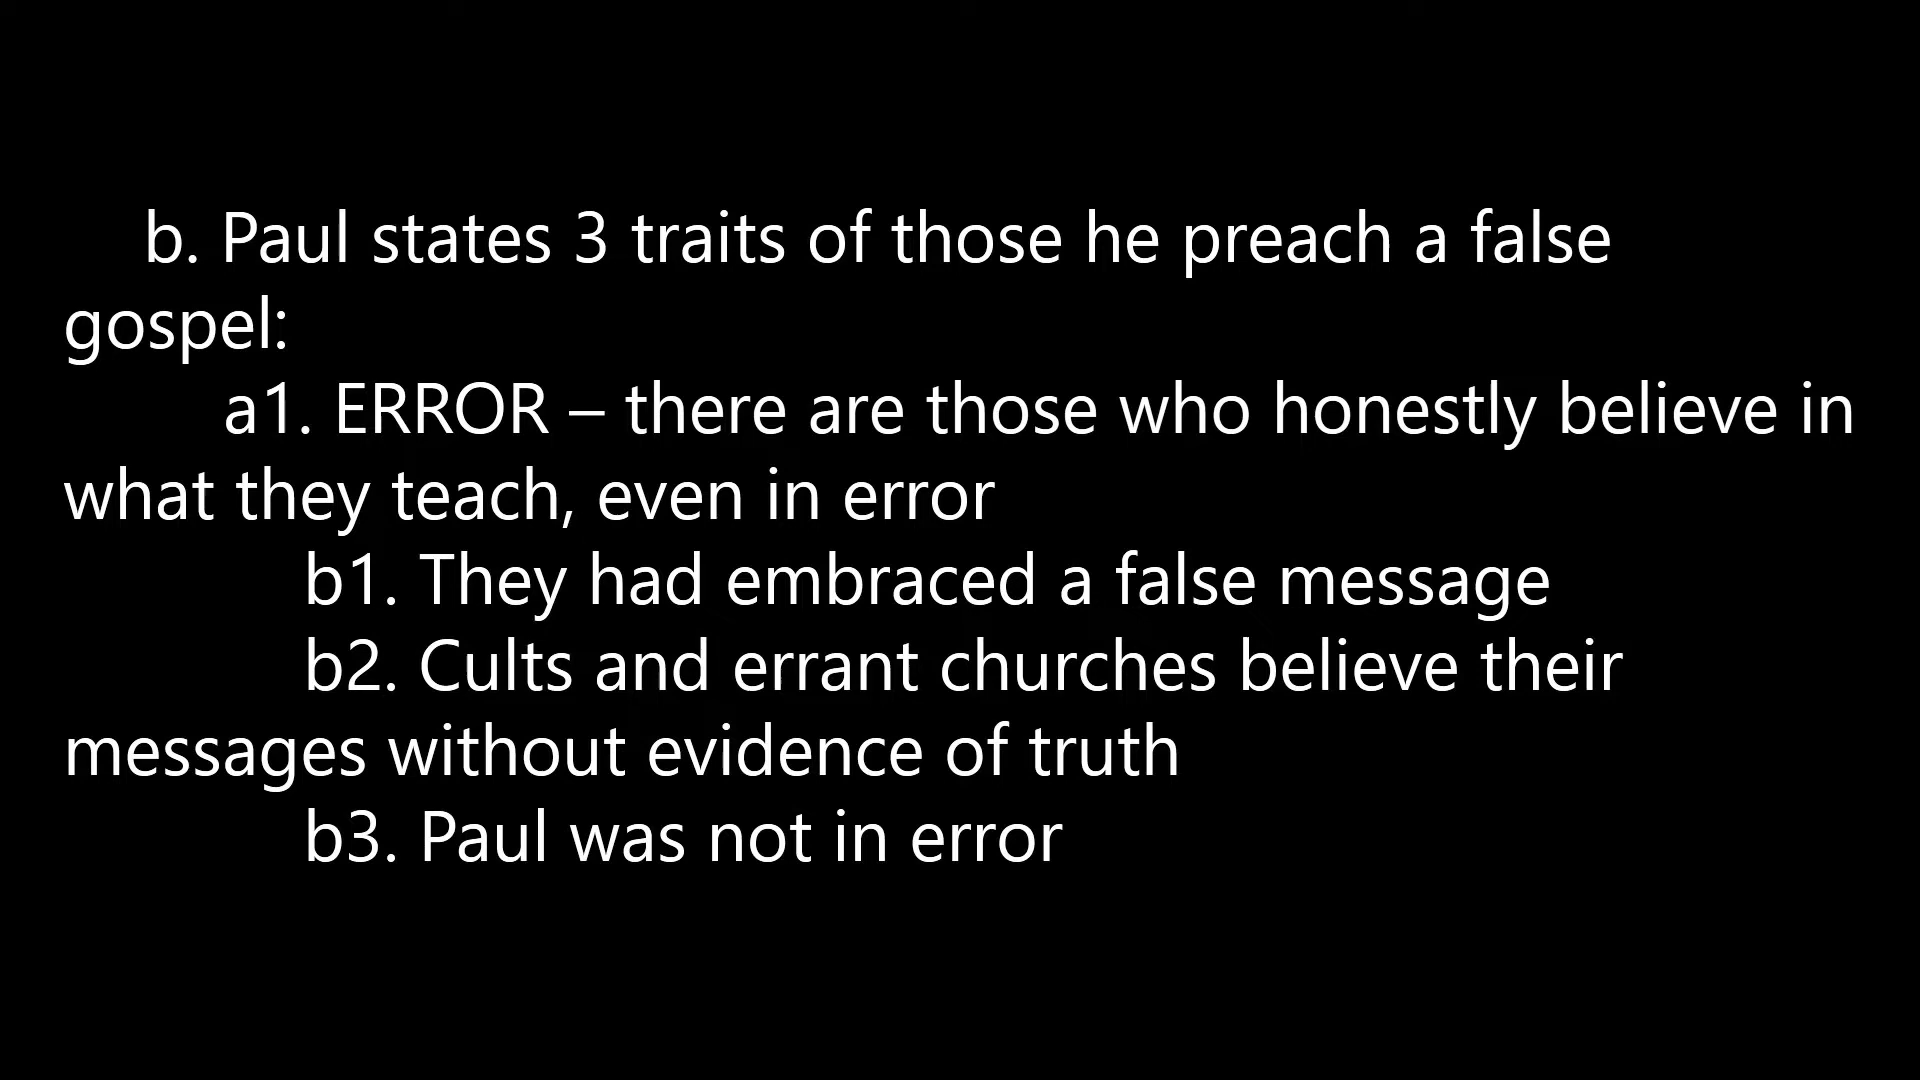 b. Paul states 3 traits of those he preach a false
gospel:
a1. ERROR – there are those who honestly believe in
what they teach, even in error
b1. They had embraced a false message
b2. Cults and errant churches believe their
messages without evidence of truth
b3. Paul was not in error